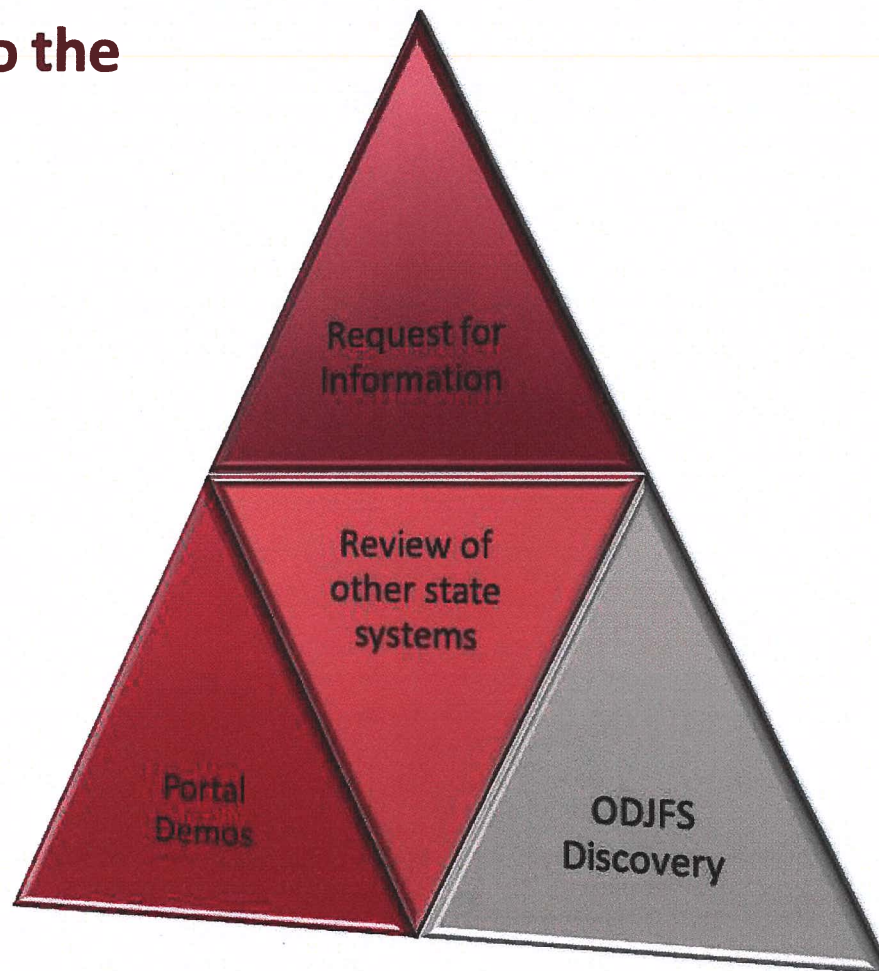 the
Request for
Information
Review of
other state
systems
Portal
Demos
ODJFS
Discovery